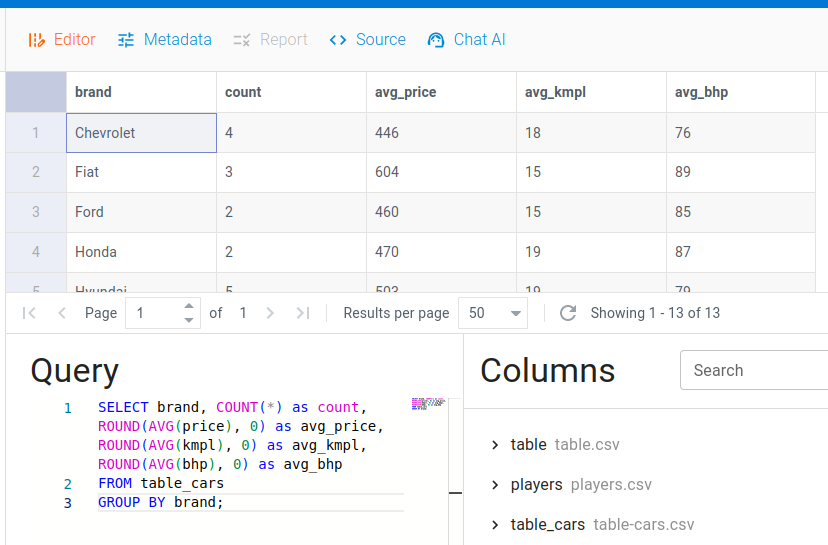 Editor Metadata Report Source Chat AI
brand count avg_price avg_kmpl avg_bhp
1 Chevrolet 4 446 18 76
2 Fiat 3 604 15 89
3 Ford 2 460 15 85
4 Honda 2 470 19 87
5 Hyundai 5 503 19 79
Page 1 of 1 Results per page 50 Showing 1 - 13 of 13
Query
1 SELECT brand, COUNT(*) as count,
ROUND(AVG(price), 0) as avg_price,
ROUND(AVG(kmpl), 0) as avg_kmpl,
ROUND(AVG(bhp), 0) as avg_bhp
2 FROM table_cars
3 GROUP BY brand;
Columns Search
table table.csv
players players.csv
table_cars table-cars.csv